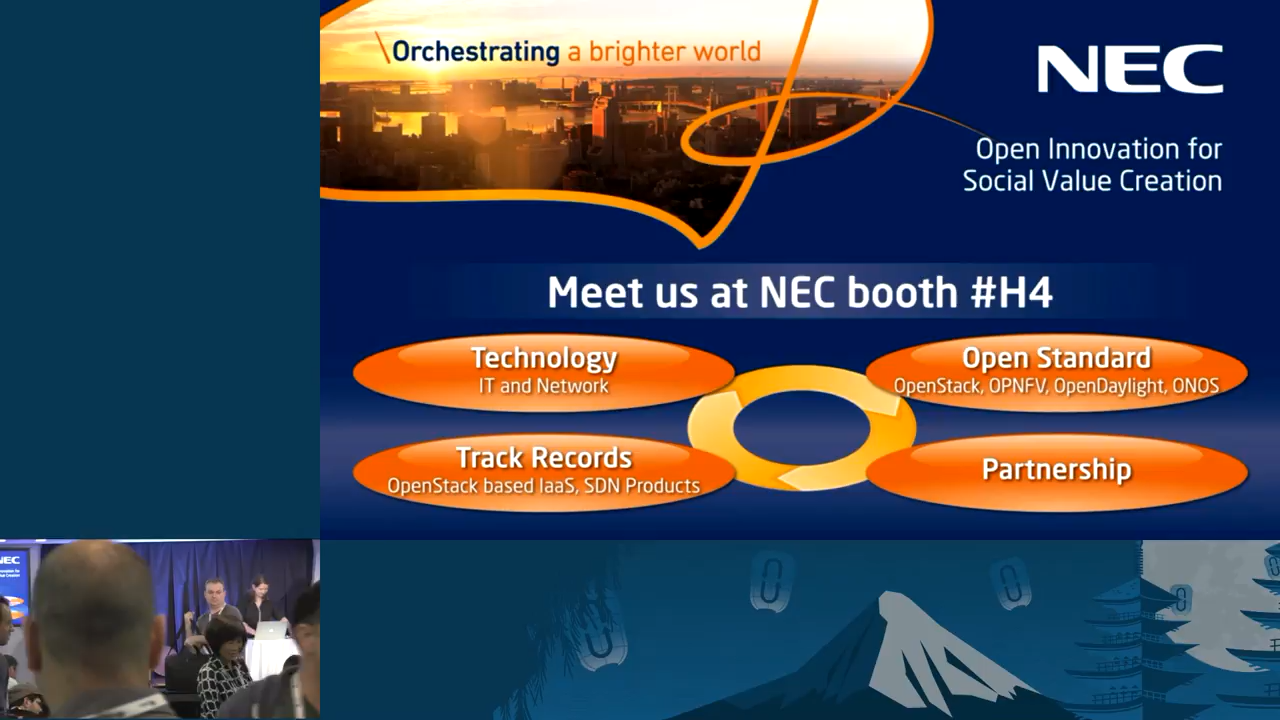 \Orchestrating a brighter world
NEC
Open Innovation for
Social Value Creation
Meet us at NEC booth #H4
Technology
IT and Network
Open Standard
OpenStack, OPNFV, OpenDaylight, ONOS
Track Records
OpenStack based IaaS, SDN Products
Partnership
NEC